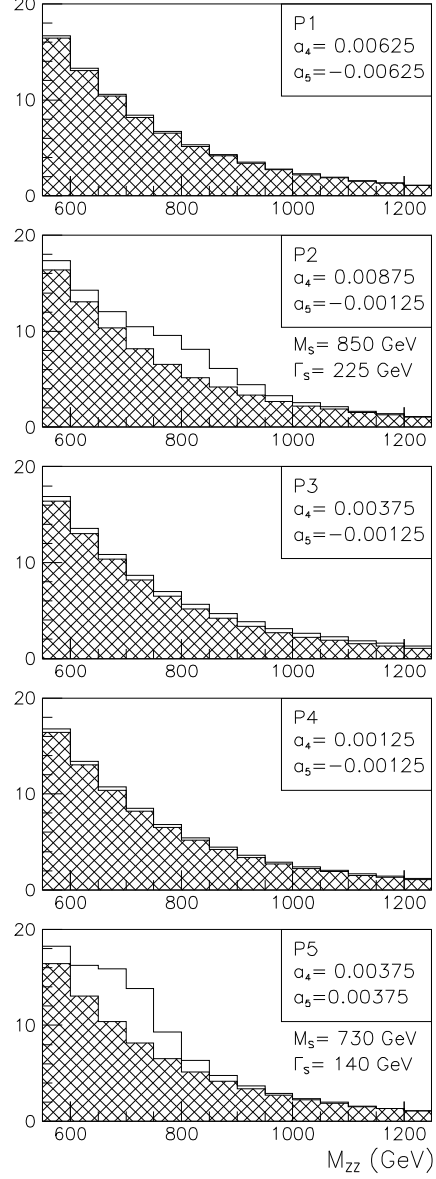 20
P1
a₄= 0.00625
a₅=−0.00625
10
0
600 800 1000 1200
20
P2
a₄= 0.00875
a₅=−0.00125
10
M_S= 850 GeV
Γ_S= 225 GeV
0
600 800 1000 1200
20
P3
a₄= 0.00375
a₅=−0.00125
10
0
600 800 1000 1200
20
P4
a₄= 0.00125
a₅=−0.00125
10
0
600 800 1000 1200
20
P5
a₄= 0.00375
a₅=0.00375
10
M_S= 730 GeV
Γ_S= 140 GeV
0
600 800 1000 1200
M_ZZ (GeV)